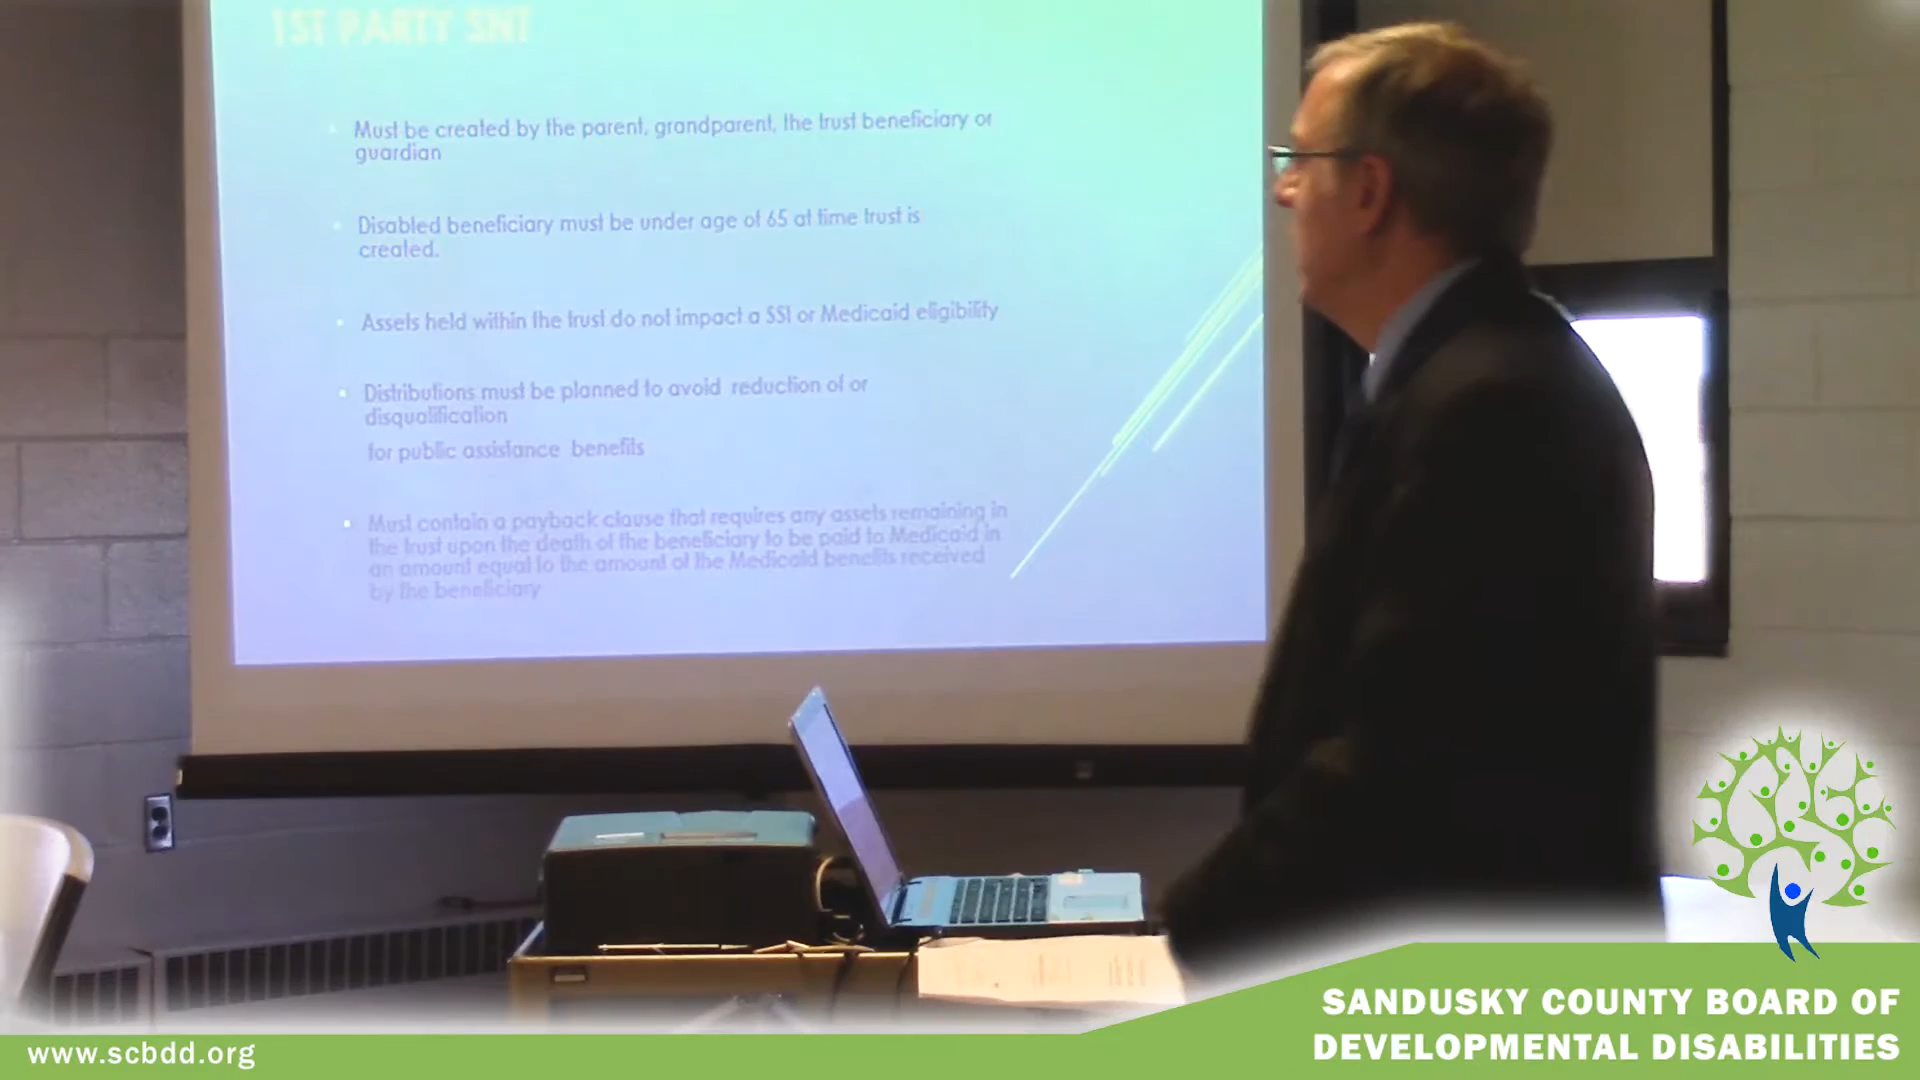 1ST PARTY SNT
Must be created by the parent, grandparent, the trust beneficiary or
guardian
Disabled beneficiary must be under age of 65 at time trust is
created.
Assets held within the trust do not impact a SSI or Medicaid eligibility
Distributions must be planned to avoid reduction of or
disqualification
for public assistance benefits
Must contain a payback clause that requires any assets remaining in
the trust upon the death of the beneficiary to be paid to Medicaid in
an amount equal to the amount of the Medicaid benefits received
by the beneficiary
SANDUSKY COUNTY BOARD OF
DEVELOPMENTAL DISABILITIES
www.scbdd.org